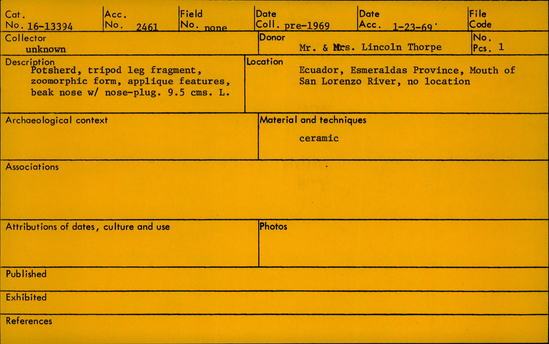 Cat. Acc. Field Date Date File
No. 16-13394 No. 2461 No. none Coll. pre-1969 Acc. 1-23-69 Code
Collector Donor No.
unknown Mr. & Mrs. Lincoln Thorpe Pcs. 1
Description Location
Potsherd, tripod leg fragment, Ecuador, Esmeraldas Province, Mouth of
zoomorphic form, applique features, San Lorenzo River, no location
beak nose w/ nose-plug. 9.5 cms. L.
Archaeological context Material and techniques
ceramic
Associations
Attributions of dates, culture and use Photos
Published
Exhibited
References